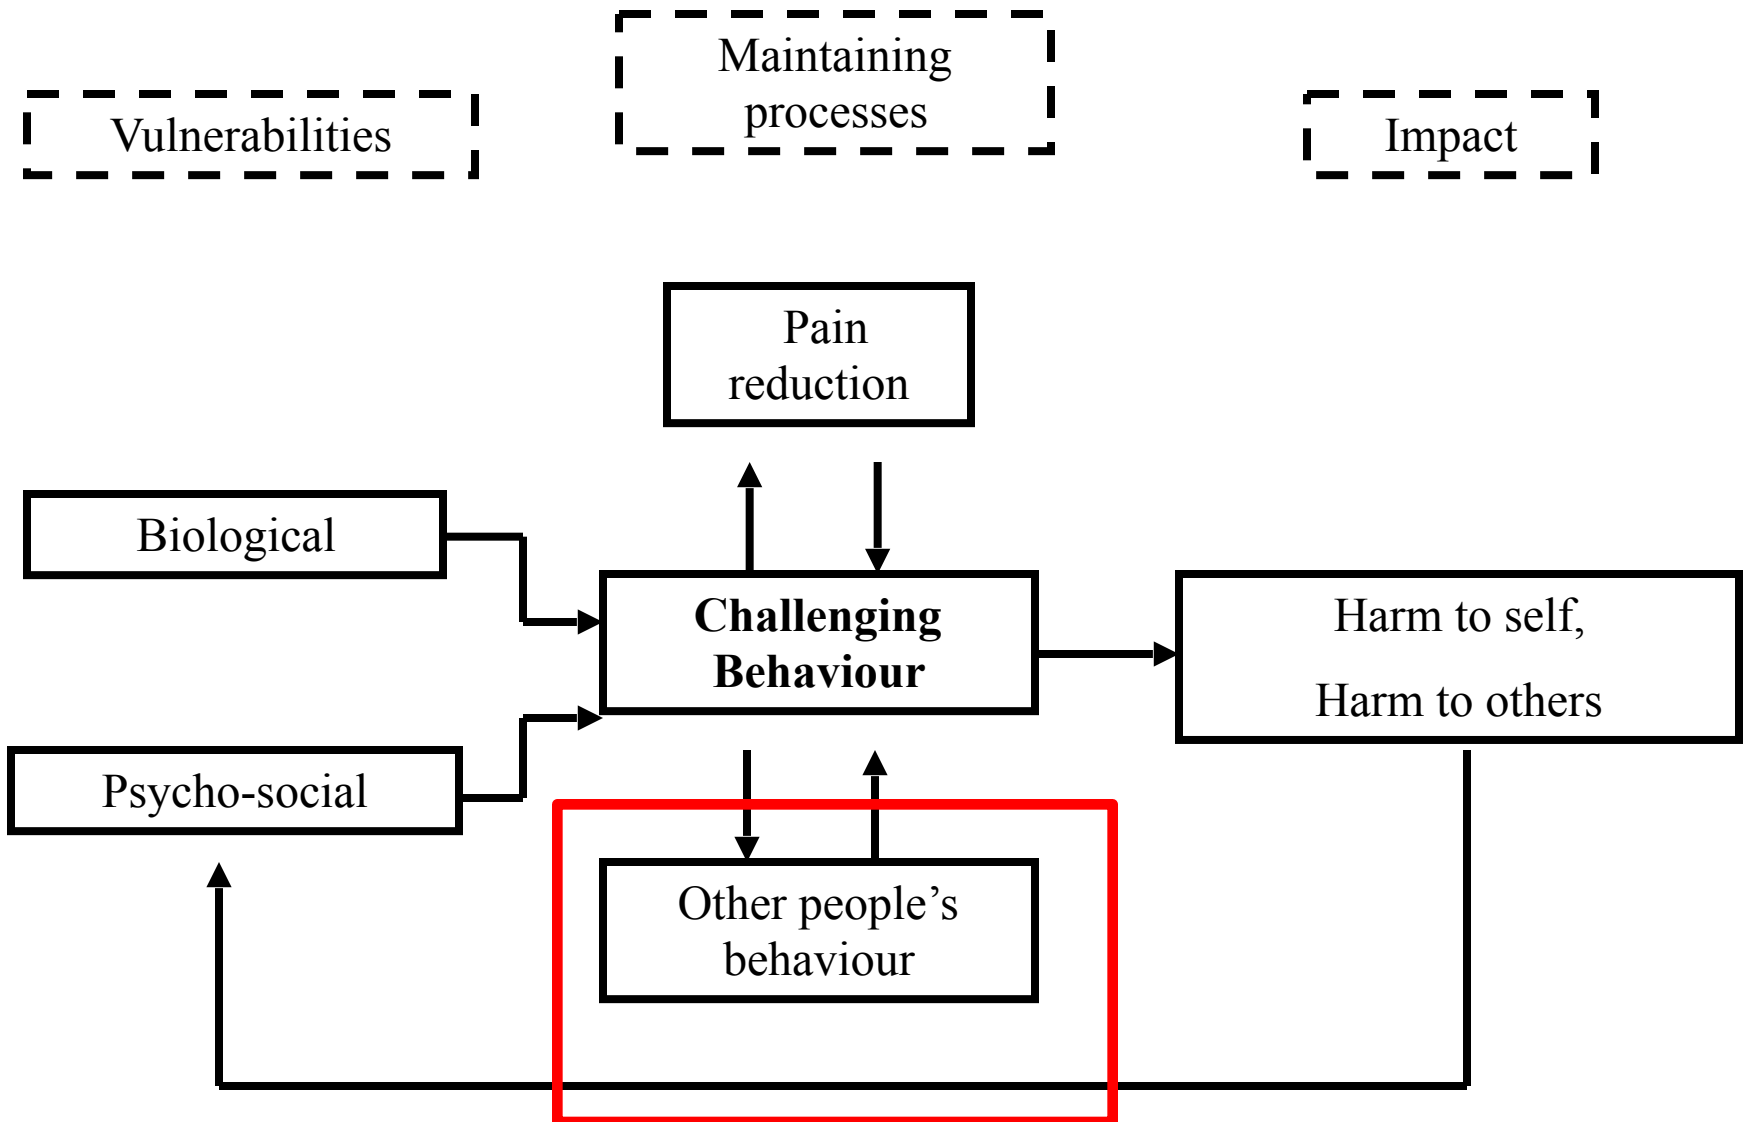 Maintaining
processes
Vulnerabilities
Impact
Pain
reduction
Biological
Challenging
Behaviour
Harm to self,
Harm to others
Psycho-social
Other people’s
behaviour